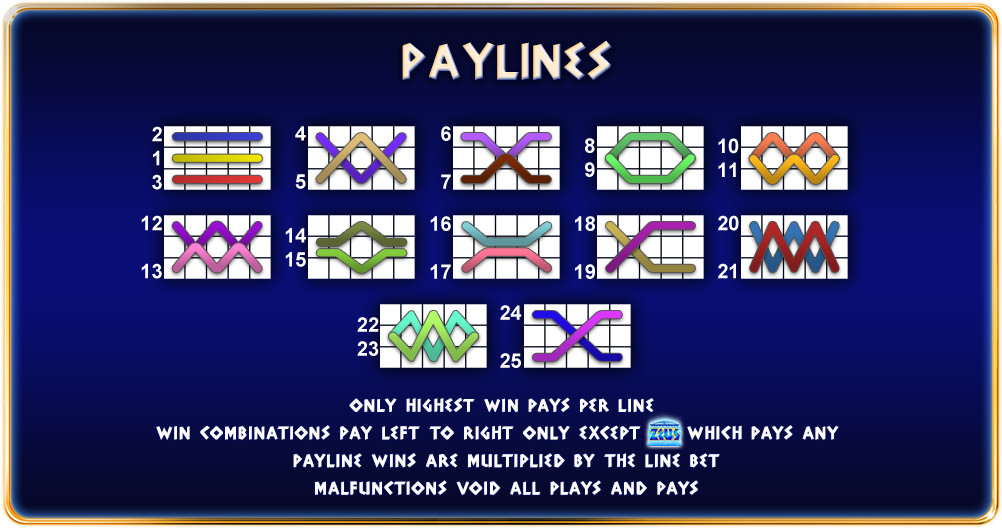 PAYLINES
2 4 6 8 10
1 5 7 9 11
3
12 14 16 18 20
13 15 17 19 21
22 24
23 25
ONLY HIGHEST WIN PAYS PER LINE
WIN COMBINATIONS PAY LEFT TO RIGHT ONLY EXCEPT ZEUS WHICH PAYS ANY
PAYLINE WINS ARE MULTIPLIED BY THE LINE BET
MALFUNCTIONS VOID ALL PLAYS AND PAYS